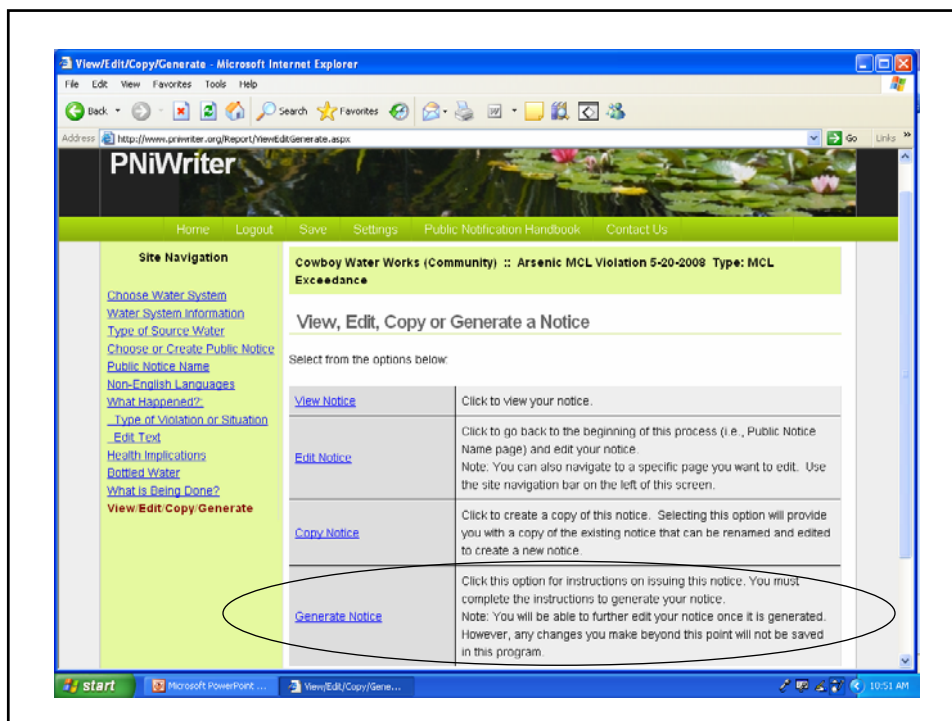 View/Edit/Copy/Generate - Microsoft Internet Explorer
File Edit View Favorites Tools Help
Back Search Favorites
Address http://www.pniwriter.org/Report/ViewEditGenerate.aspx Go Links »
PNiWriter
Home Logout Save Settings Public Notification Handbook Contact Us
Site Navigation
Choose Water System
Water System Information
Type of Source Water
Choose or Create Public Notice
Public Notice Name
Non-English Languages
What Happened?:
_Type of Violation or Situation
_Edit Text
Health Implications
Bottled Water
What is Being Done?
View/Edit/Copy/Generate
Cowboy Water Works (Community) :: Arsenic MCL Violation 5-20-2008 Type: MCL
Exceedance
View, Edit, Copy or Generate a Notice
Select from the options below:
View Notice
Click to view your notice.
Edit Notice
Click to go back to the beginning of this process (i.e., Public Notice
Name page) and edit your notice.
Note: You can also navigate to a specific page you want to edit. Use
the site navigation bar on the left of this screen.
Copy Notice
Click to create a copy of this notice. Selecting this option will provide
you with a copy of the existing notice that can be renamed and edited
to create a new notice.
Generate Notice
Click this option for instructions on issuing this notice. You must
complete the instructions to generate your notice.
Note: You will be able to further edit your notice once it is generated.
However, any changes you make beyond this point will not be saved
in this program.
start Microsoft PowerPoint ... View/Edit/Copy/Gene... 10:51 AM